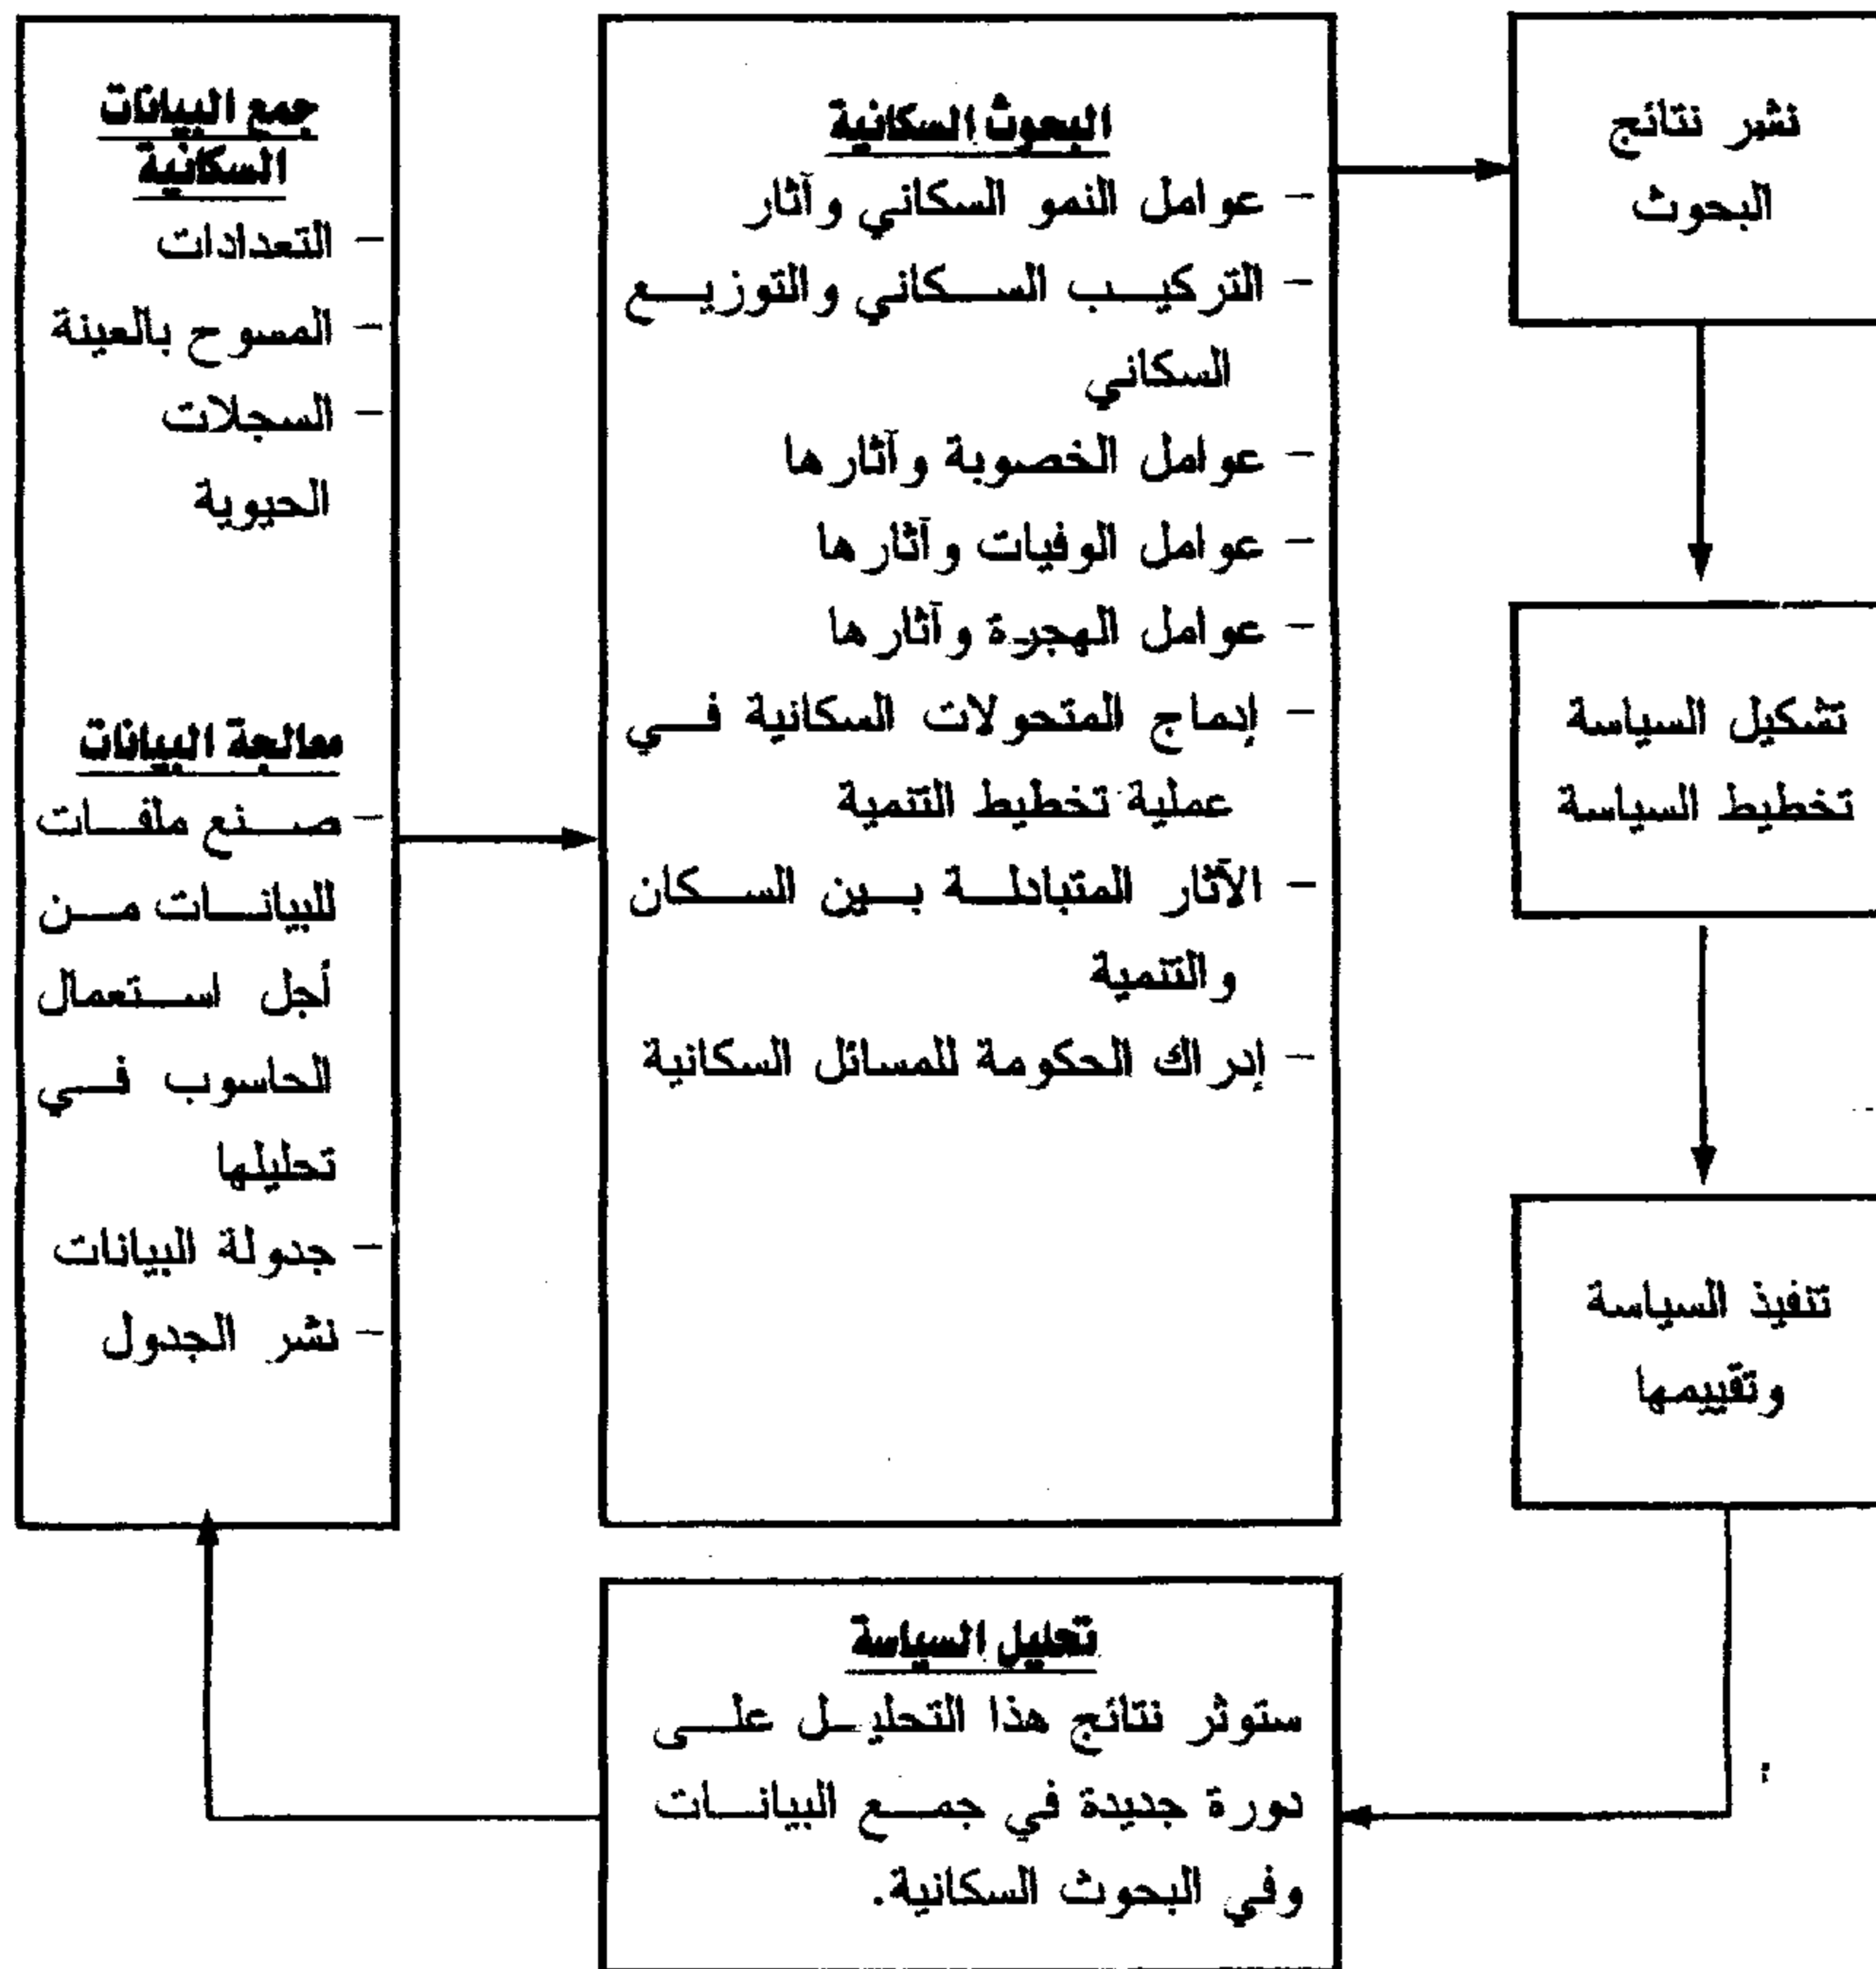 جمع البيانات
السكانية
- التعدادات
- المسوح بالعينة
- السجلات
الحيوية
معالجة البيانات
- صنع ملفات
للبيانات من
أجل استعمال
الحاسوب في
تحليلها
- جدولة البيانات
- نشر الجدول
البحوث السكانية
- عوامل النمو السكاني وآثار
- التركيب السكاني والتوزيع
السكاني
- عوامل الخصوبة وآثارها
- عوامل الوفيات وآثارها
- عوامل الهجرة وآثارها
- إدماج المتحولات السكانية في
عملية تخطيط التنمية
- الآثار المتبادلة بين السكان
والتنمية
- إدراك الحكومة للمسائل السكانية
نشر نتائج
البحوث
تشكيل السياسة
تخطيط السياسة
تنفيذ السياسة
وتقييمها
تحليل السياسة
ستوثر نتائج هذا التحليل على
دورة جديدة في جمع البيانات
وفي البحوث السكانية.